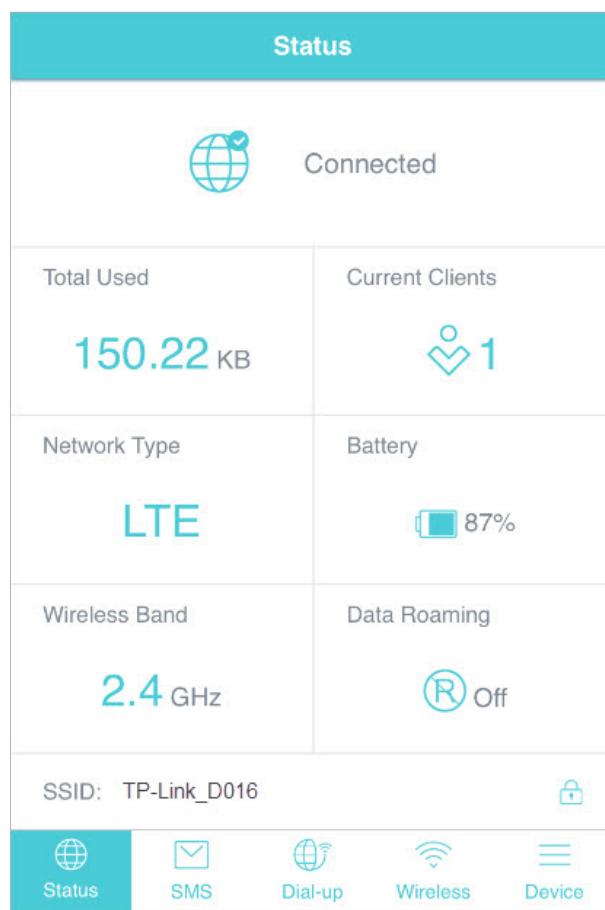 Status
Connected
Total Used
Current Clients
150.22 KB
1
Network Type
Battery
LTE
87%
Wireless Band
Data Roaming
2.4 GHz
R Off
SSID: TP-Link_D016
Status
SMS
Dial-up
Wireless
Device